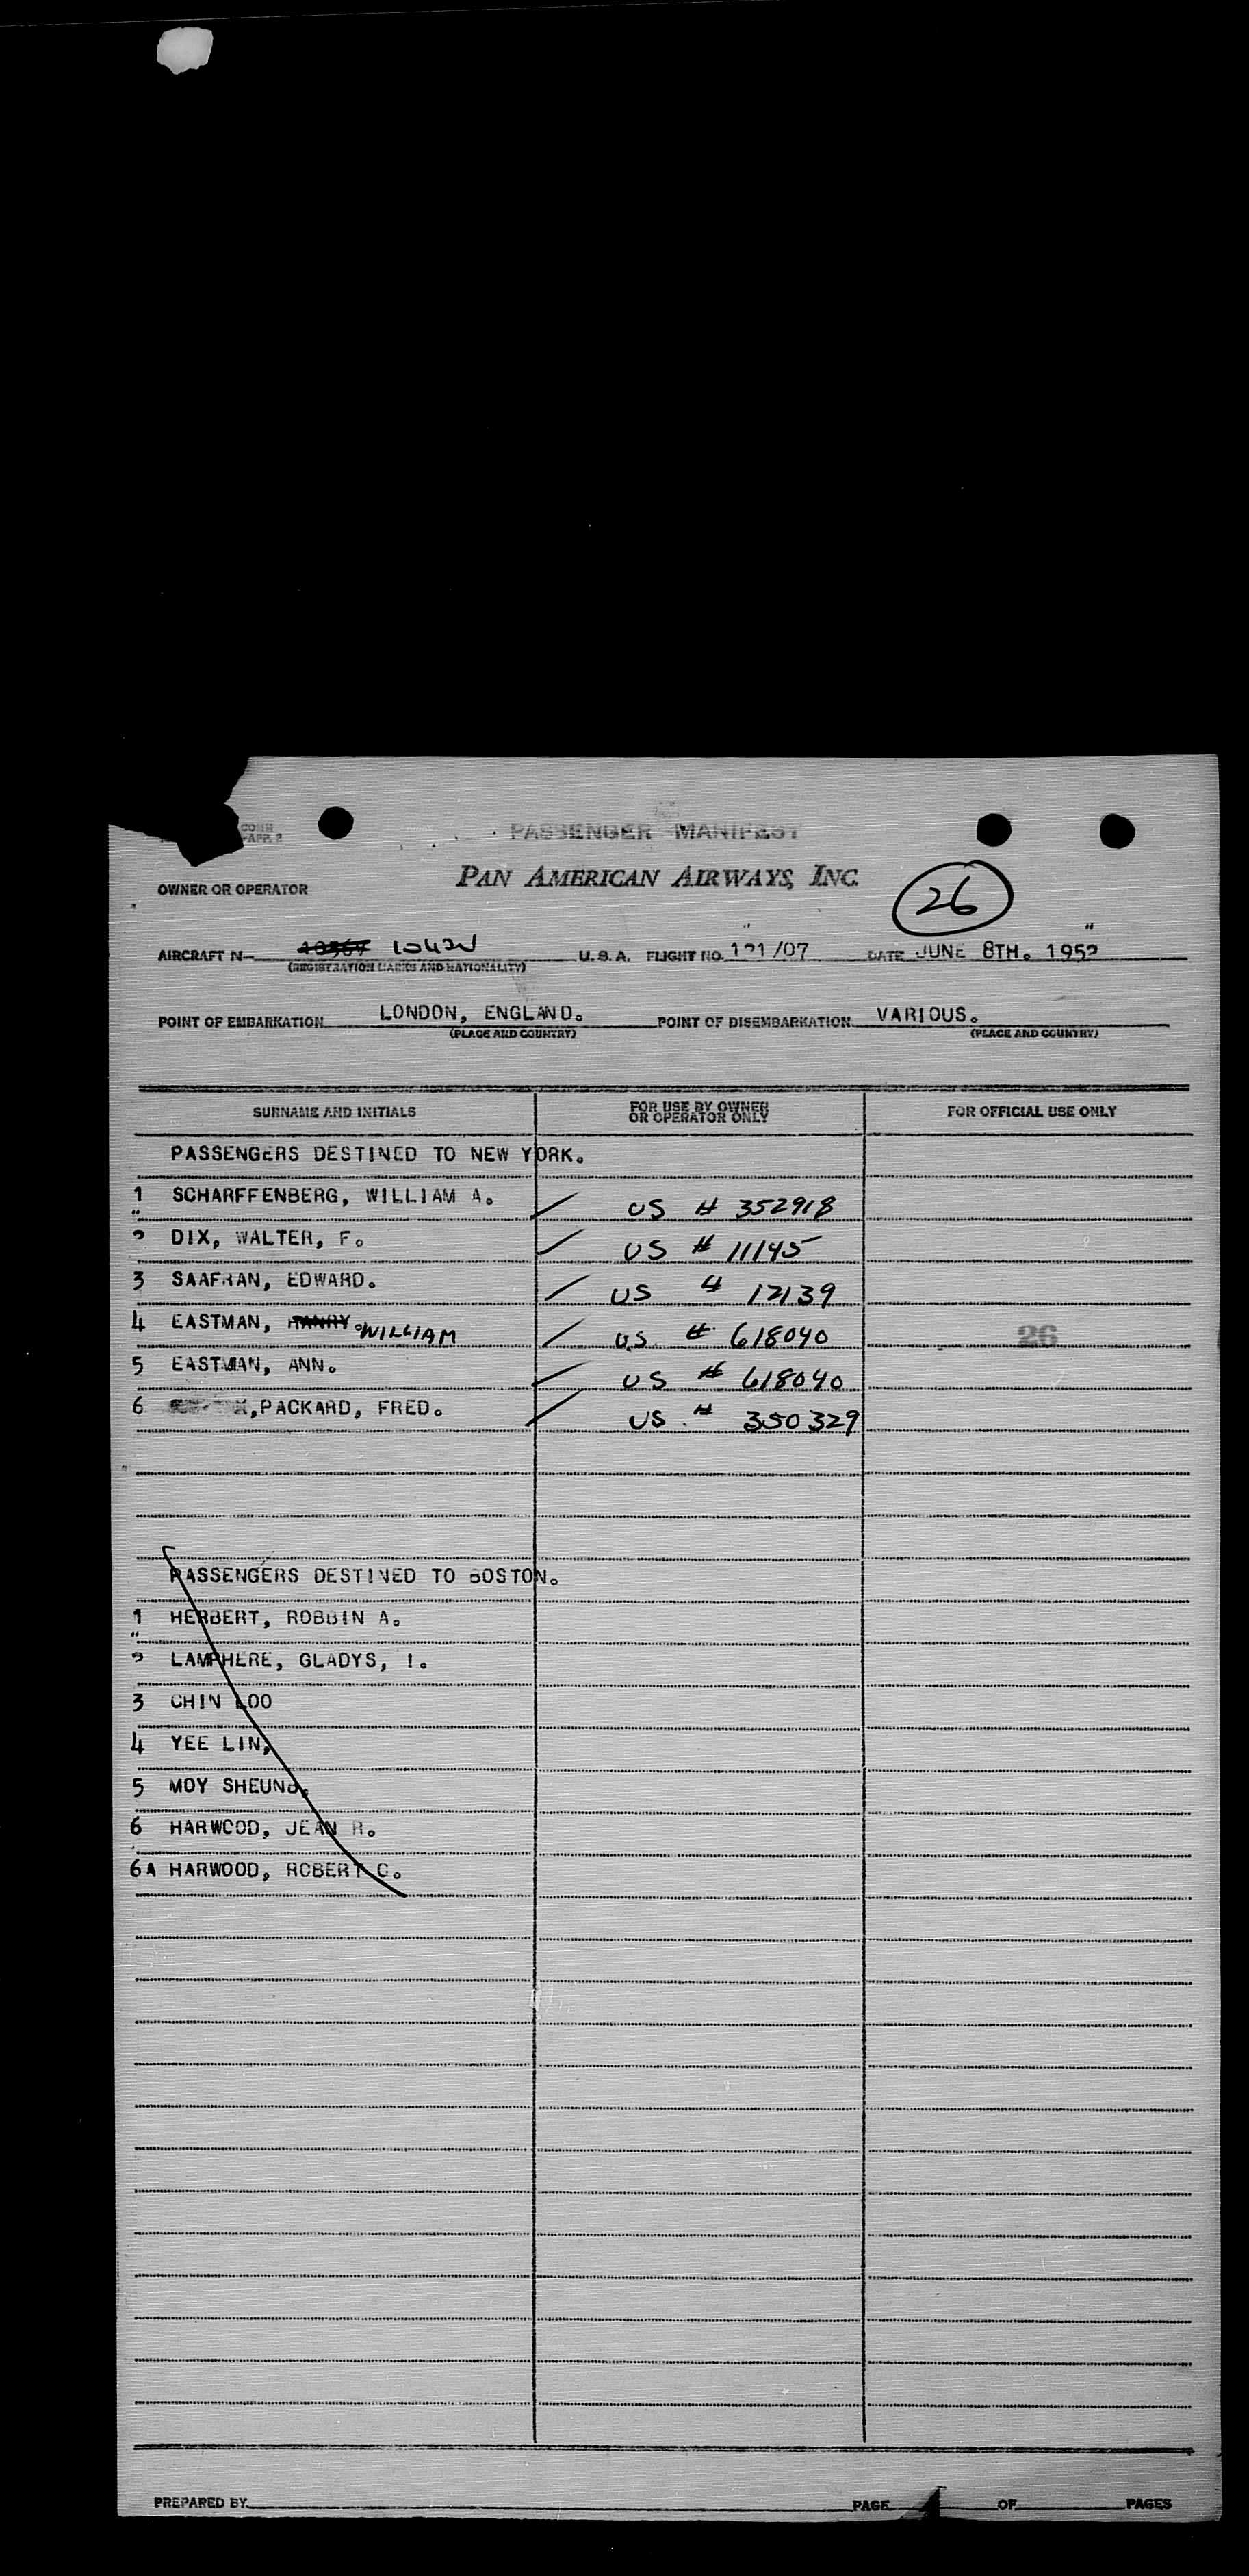 COMM
-APP. 2
PASSENGER MANIFEST
PAN AMERICAN AIRWAYS, INC.
OWNER OR OPERATOR
26
AIRCRAFT N— U.S.A. FLIGHT NO. 121/07 DATE JUNE 8TH. 1952
(REGISTRATION MARKS AND NATIONALITY)
POINT OF EMBARKATION LONDON, ENGLAND. POINT OF DISEMBARKATION VARIOUS.
(PLACE AND COUNTRY) (PLACE AND COUNTRY)
SURNAME AND INITIALS FOR USE BY OWNER OR OPERATOR ONLY FOR OFFICIAL USE ONLY
PASSENGERS DESTINED TO NEW YORK.
1 SCHARFFENBERG, WILLIAM A. US # 352918
2 DIX, WALTER, F. US # 11145
3 SAAFRAN, EDWARD. US # 12139
4 EASTMAN, HANRY. WILLIAM U.S. # 618040 26
5 EASTMAN, ANN. US # 618040
6 ,PACKARD, FRED. US # 350329
PASSENGERS DESTINED TO BOSTON.
1 HERBERT, ROBBIN A.
2 LAMPHERE, GLADYS, I.
3 CHIN LOO
4 YEE LIN,
5 MOY SHEUNG,
6 HARWOOD, JEAN R.
6A HARWOOD, ROBERT C.
PREPARED BY PAGE OF PAGES